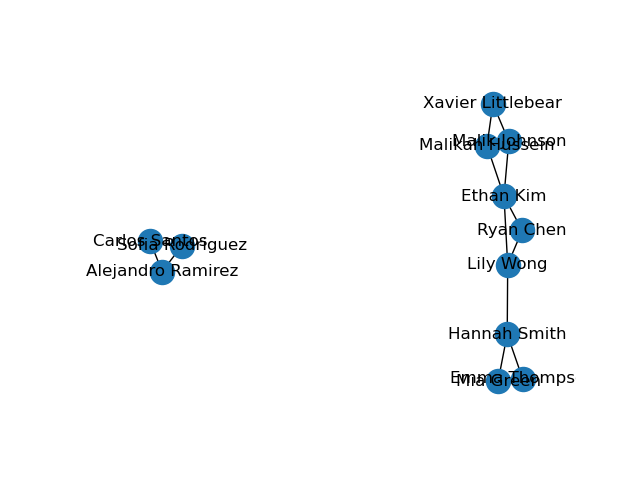 Xavier Littlebear
Malik Johnson
Malikah Hussein
Ethan Kim
Ryan Chen
Carlos Santos
Sofia Rodriguez
Lily Wong
Alejandro Ramirez
Hannah Smith
Emma Thomps
Mia Green